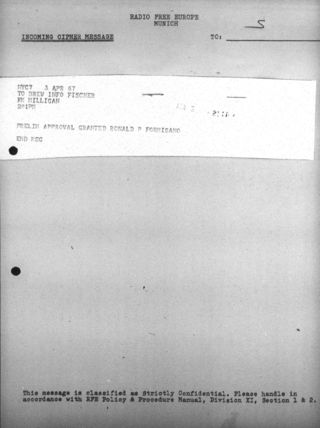 RADIO FREE EUROPE
MUNICH
INCOMING CIPHER MESSAGE
TO: 5
NYC7 3 APR 67
TO DREW INFO FISCHER
FM MILLIGAN
PRELIM APPROVAL GRANTED RONALD P FORMISANO
END MSG
This message is classified as Strictly Confidential. Please handle in
accordance with RFE Policy & Procedure Manual, Division XI, Section 1 & 2.